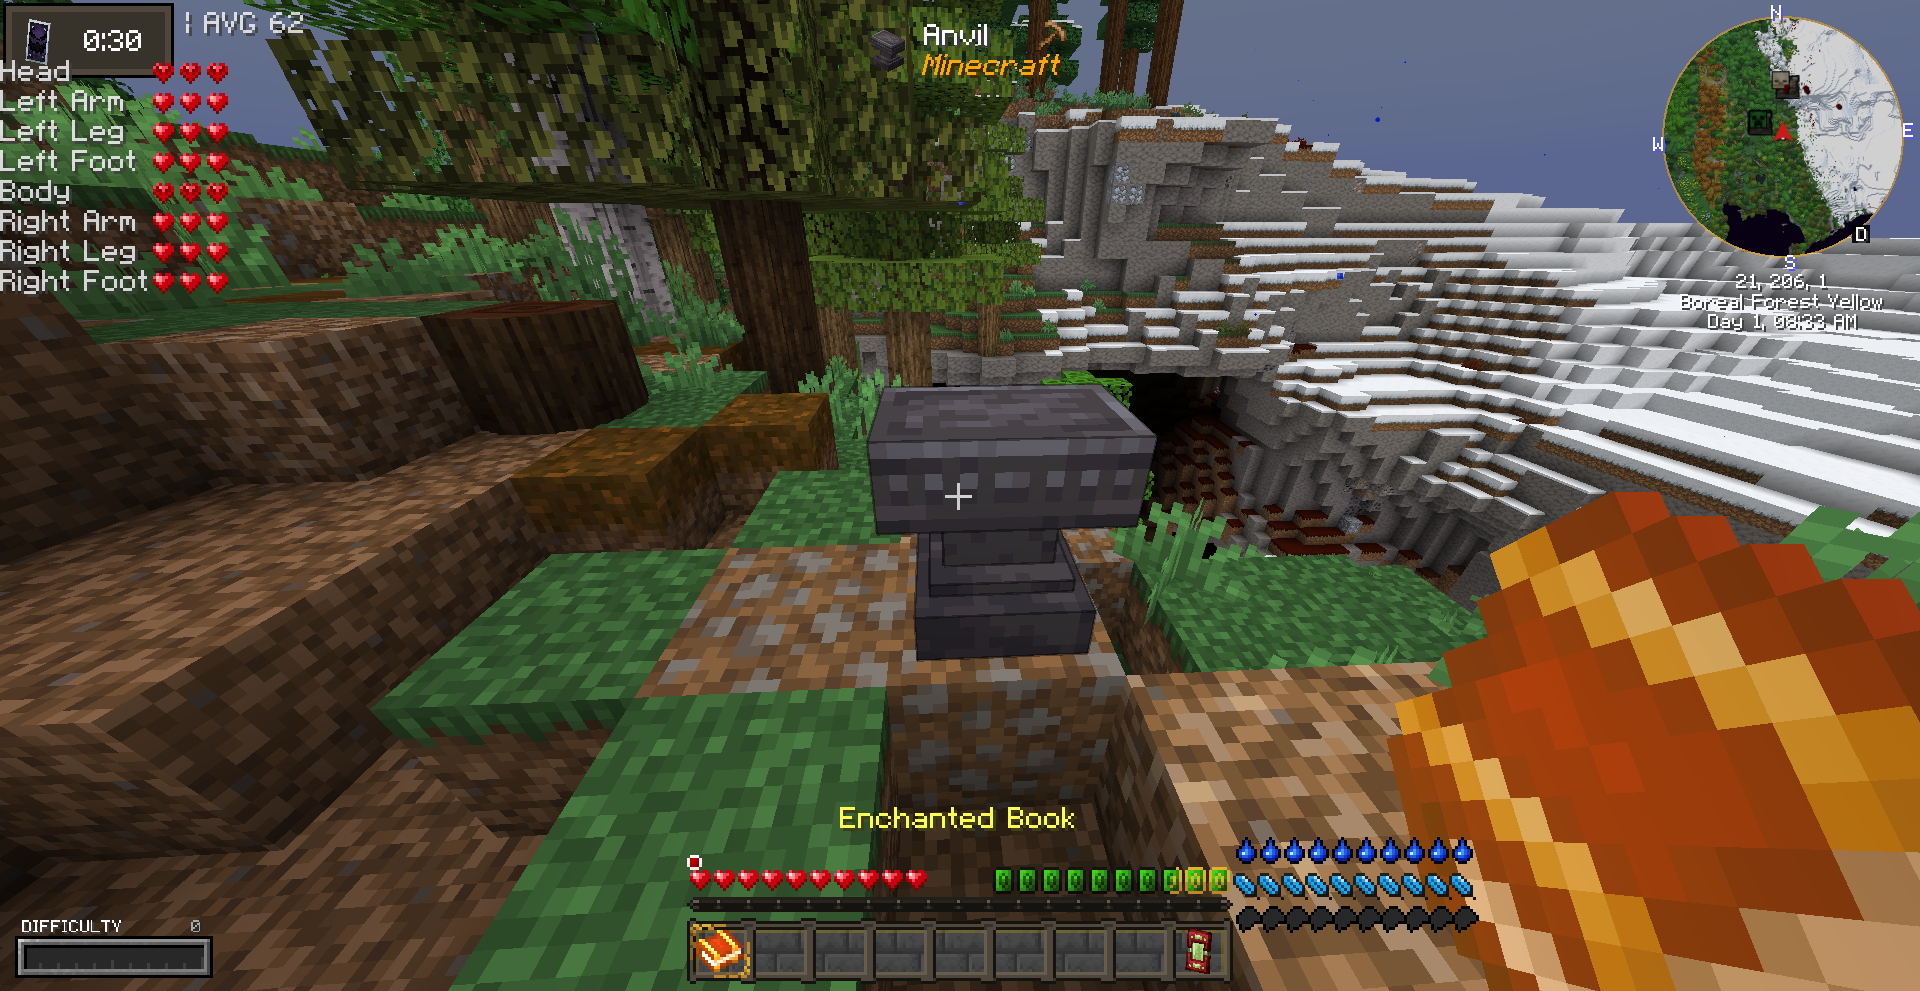 0:30
| AVG 62
Head
Left Arm
Left Leg
Left Foot
Body
Right Arm
Right Leg
Right Foot
Anvil
Minecraft
N
W
E
S
D
21, 206, 1
Boreal Forest Yellow
Day 1, 08:33 AM
Enchanted Book
DIFFICULTY 0